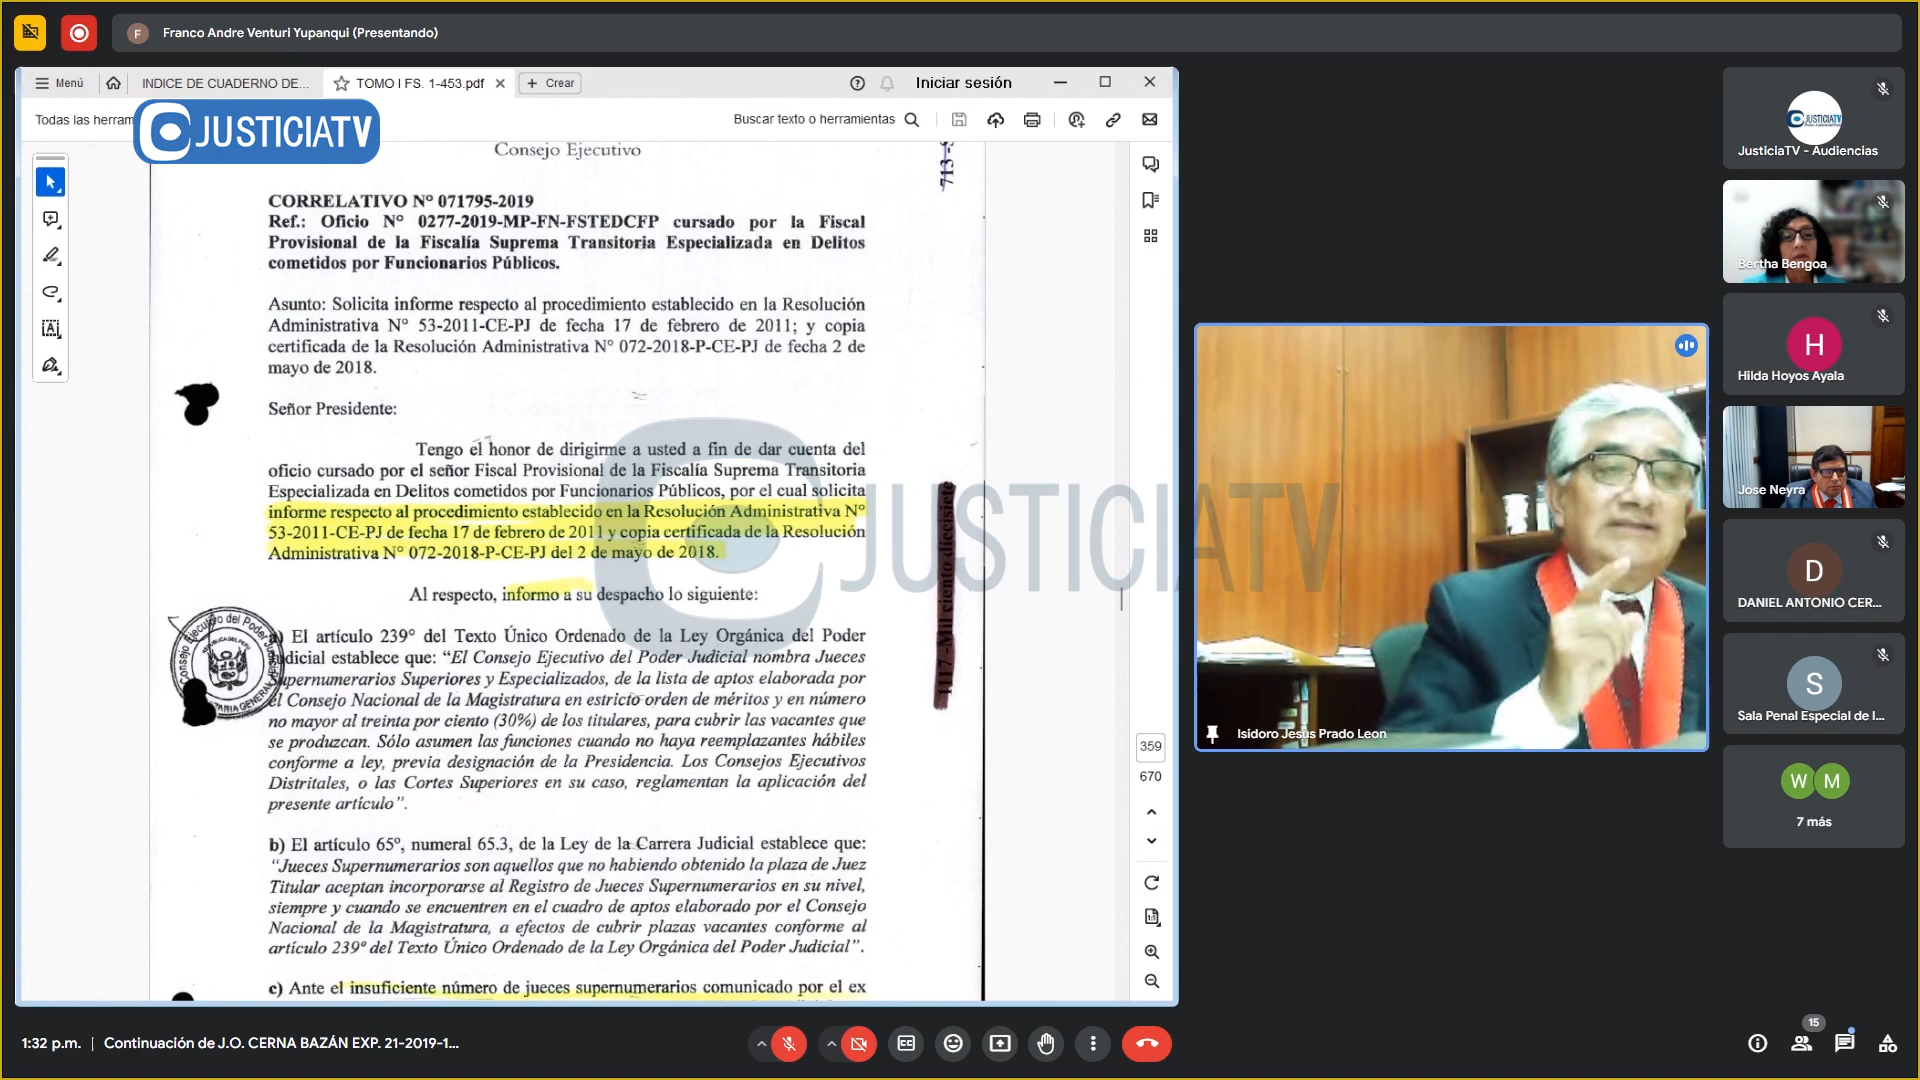 Franco Andre Venturi Yupanqui (Presentando)
F
Menú
INDICE DE CUADERNO DE...
TOMO I FS. 1-453.pdf
Crear
Iniciar sesión
Todas las herram
JUSTICIATV
Buscar texto o herramientas
Consejo Ejecutivo
CORRELATIVO Nº 071795-2019
Ref.: Oficio Nº 0277-2019-MP-FN-FSTEDCFP cursado por la Fiscal
Provisional de la Fiscalía Suprema Transitoria Especializada en Delitos
cometidos por Funcionarios Públicos.
Asunto: Solicita informe respecto al procedimiento establecido en la Resolución
Administrativa Nº 53-2011-CE-PJ de fecha 17 de febrero de 2011; y copia
certificada de la Resolución Administrativa Nº 072-2018-P-CE-PJ de fecha 2 de
mayo de 2018.
Señor Presidente:
Tengo el honor de dirigirme a usted a fin de dar cuenta del
oficio cursado por el señor Fiscal Provisional de la Fiscalía Suprema Transitoria
Especializada en Delitos cometidos por Funcionarios Públicos, por el cual solicita
informe respecto al procedimiento establecido en la Resolución Administrativa Nº
53-2011-CE-PJ de fecha 17 de febrero de 2011 y copia certificada de la Resolución
Administrativa Nº 072-2018-P-CE-PJ del 2 de mayo de 2018.
Al respecto, informo a su despacho lo siguiente:
a) El artículo 239º del Texto Único Ordenado de la Ley Orgánica del Poder
Judicial establece que: “El Consejo Ejecutivo del Poder Judicial nombra Jueces
Supernumerarios Superiores y Especializados, de la lista de aptos elaborada por
el Consejo Nacional de la Magistratura en estricto orden de méritos y en número
no mayor al treinta por ciento (30%) de los titulares, para cubrir las vacantes que
se produzcan. Sólo asumen las funciones cuando no haya reemplazantes hábiles
conforme a ley, previa designación de la Presidencia. Los Consejos Ejecutivos
Distritales, o las Cortes Superiores en su caso, reglamentan la aplicación del
presente artículo”.
b) El artículo 65º, numeral 65.3, de la Ley de la Carrera Judicial establece que:
“Jueces Supernumerarios son aquellos que no habiendo obtenido la plaza de Juez
Titular aceptan incorporarse al Registro de Jueces Supernumerarios en su nivel,
siempre y cuando se encuentren en el cuadro de aptos elaborado por el Consejo
Nacional de la Magistratura, a efectos de cubrir plazas vacantes conforme al
artículo 239º del Texto Único Ordenado de la Ley Orgánica del Poder Judicial”.
c) Ante el insuficiente número de jueces supernumerarios comunicado por el ex
1117 - Mil ciento diecisiete
359
670
JUSTICIATV
Isidoro Jesus Prado Leon
JUSTICIATV
JusticiaTV - Audiencias
Bertha Bengoa
H
Hilda Hoyos Ayala
Jose Neyra
D
DANIEL ANTONIO CER...
S
Sala Penal Especial de l...
W M
7 más
1:32 p.m. | Continuación de J.O. CERNA BAZÁN EXP. 21-2019-1...
15